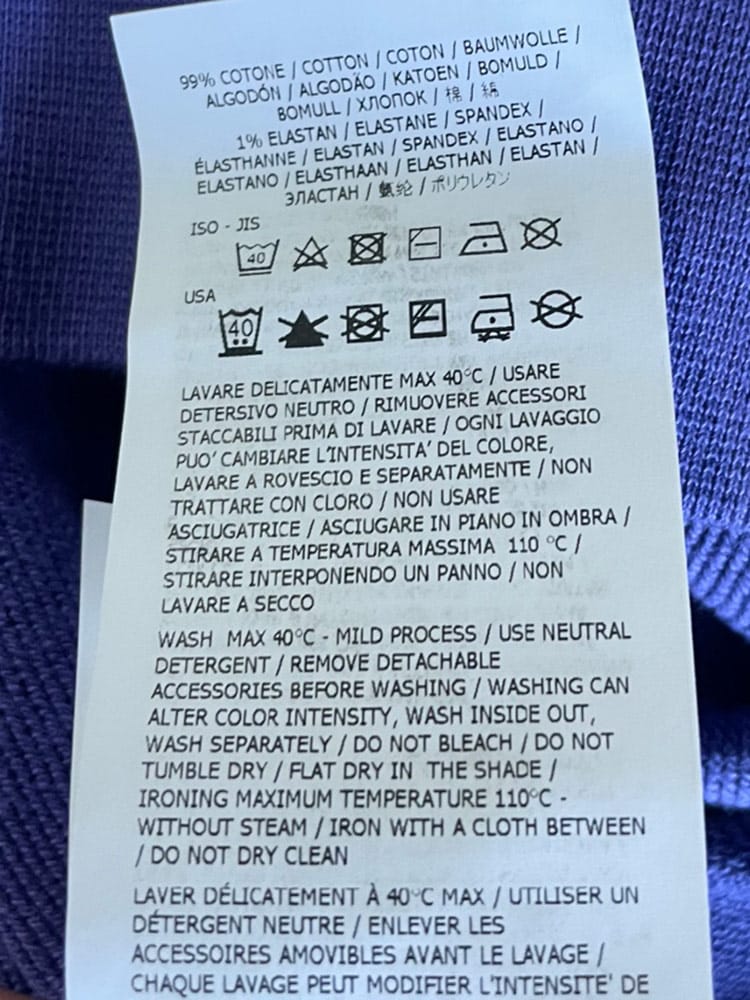 99% COTONE / COTTON / COTON / BAUMWOLLE /
ALGODÓN / ALGODÃO / KATOEN / BOMULD /
BOMULL / ХЛОПОК / 棉 / 綿
1% ELASTAN / ELASTANE / SPANDEX /
ÉLASTHANNE / ELASTAN / SPANDEX / ELASTANO /
ELASTANO / ELASTHAAN / ELASTHAN / ELASTAN /
ЭЛАСТАН / 氨纶 / ポリウレタン
ISO - JIS
40
USA
40
LAVARE DELICATAMENTE MAX 40°C / USARE
DETERSIVO NEUTRO / RIMUOVERE ACCESSORI
STACCABILI PRIMA DI LAVARE / OGNI LAVAGGIO
PUO' CAMBIARE L'INTENSITA' DEL COLORE,
LAVARE A ROVESCIO E SEPARATAMENTE / NON
TRATTARE CON CLORO / NON USARE
ASCIUGATRICE / ASCIUGARE IN PIANO IN OMBRA /
STIRARE A TEMPERATURA MASSIMA 110 °C /
STIRARE INTERPONENDO UN PANNO / NON
LAVARE A SECCO
WASH MAX 40°C - MILD PROCESS / USE NEUTRAL
DETERGENT / REMOVE DETACHABLE
ACCESSORIES BEFORE WASHING / WASHING CAN
ALTER COLOR INTENSITY, WASH INSIDE OUT,
WASH SEPARATELY / DO NOT BLEACH / DO NOT
TUMBLE DRY / FLAT DRY IN THE SHADE /
IRONING MAXIMUM TEMPERATURE 110°C -
WITHOUT STEAM / IRON WITH A CLOTH BETWEEN
/ DO NOT DRY CLEAN
LAVER DÉLICATEMENT À 40°C MAX / UTILISER UN
DÉTERGENT NEUTRE / ENLEVER LES
ACCESSOIRES AMOVIBLES AVANT LE LAVAGE /
CHAQUE LAVAGE PEUT MODIFIER L'INTENSITE' DE